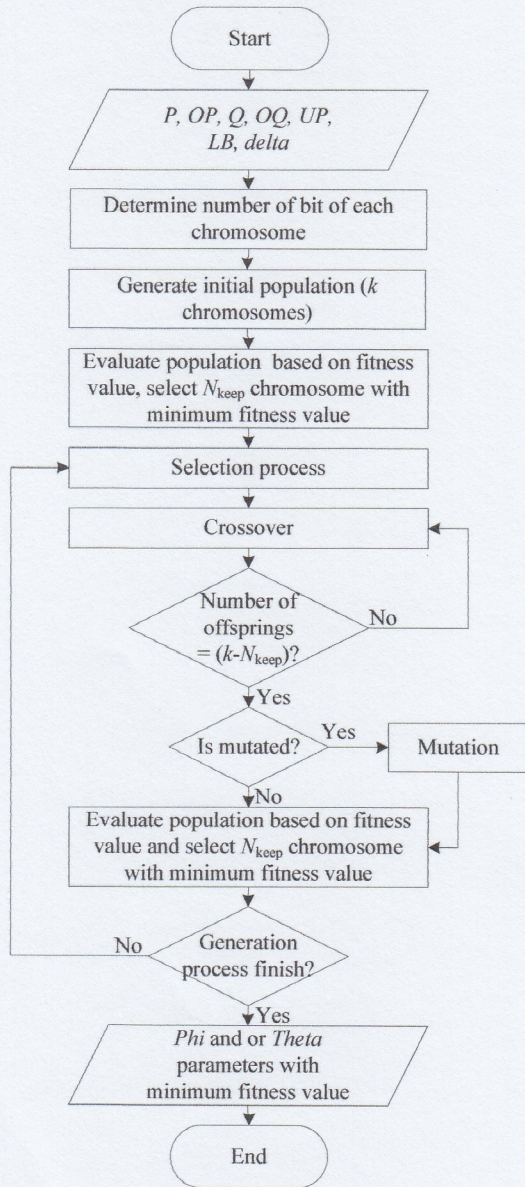 Start
P, OP, Q, OQ, UP,
LB, delta
Determine number of bit of each
chromosome
Generate initial population (k
chromosomes)
Evaluate population based on fitness
value, select Nkeep chromosome with
minimum fitness value
Selection process
Crossover
Number of
offsprings
= (k-Nkeep)?
No
Yes
Is mutated?
Yes
Mutation
No
Evaluate population based on fitness
value and select Nkeep chromosome
with minimum fitness value
No
Generation
process finish?
Yes
Phi and or Theta
parameters with
minimum fitness value
End